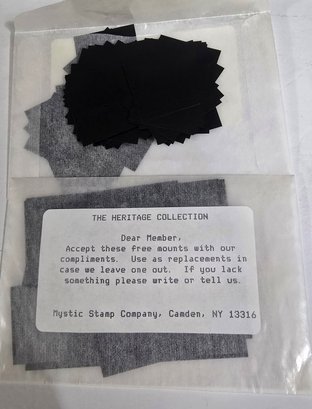 THE HERITAGE COLLECTION
Dear Member,
Accept these free mounts with our
compliments. Use as replacements in
case we leave one out. If you lack
something please write or tell us.
Mystic Stamp Company, Camden, NY 13316